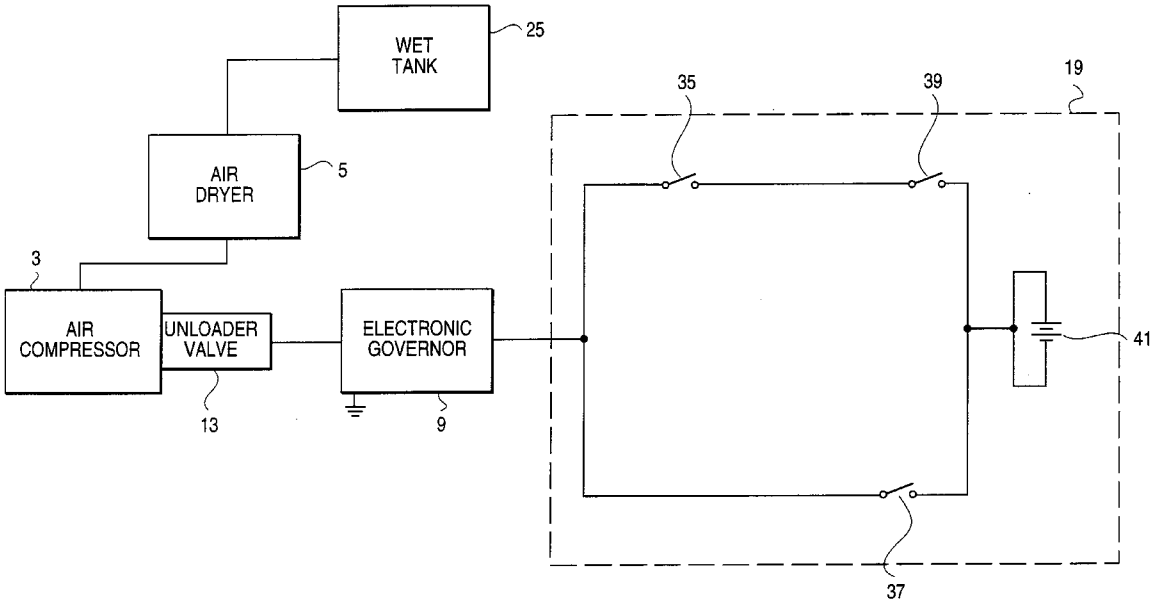 WET
TANK
25
AIR
DRYER
5
3
AIR
COMPRESSOR
UNLOADER
VALVE
13
ELECTRONIC
GOVERNOR
9
35
39
19
41
37